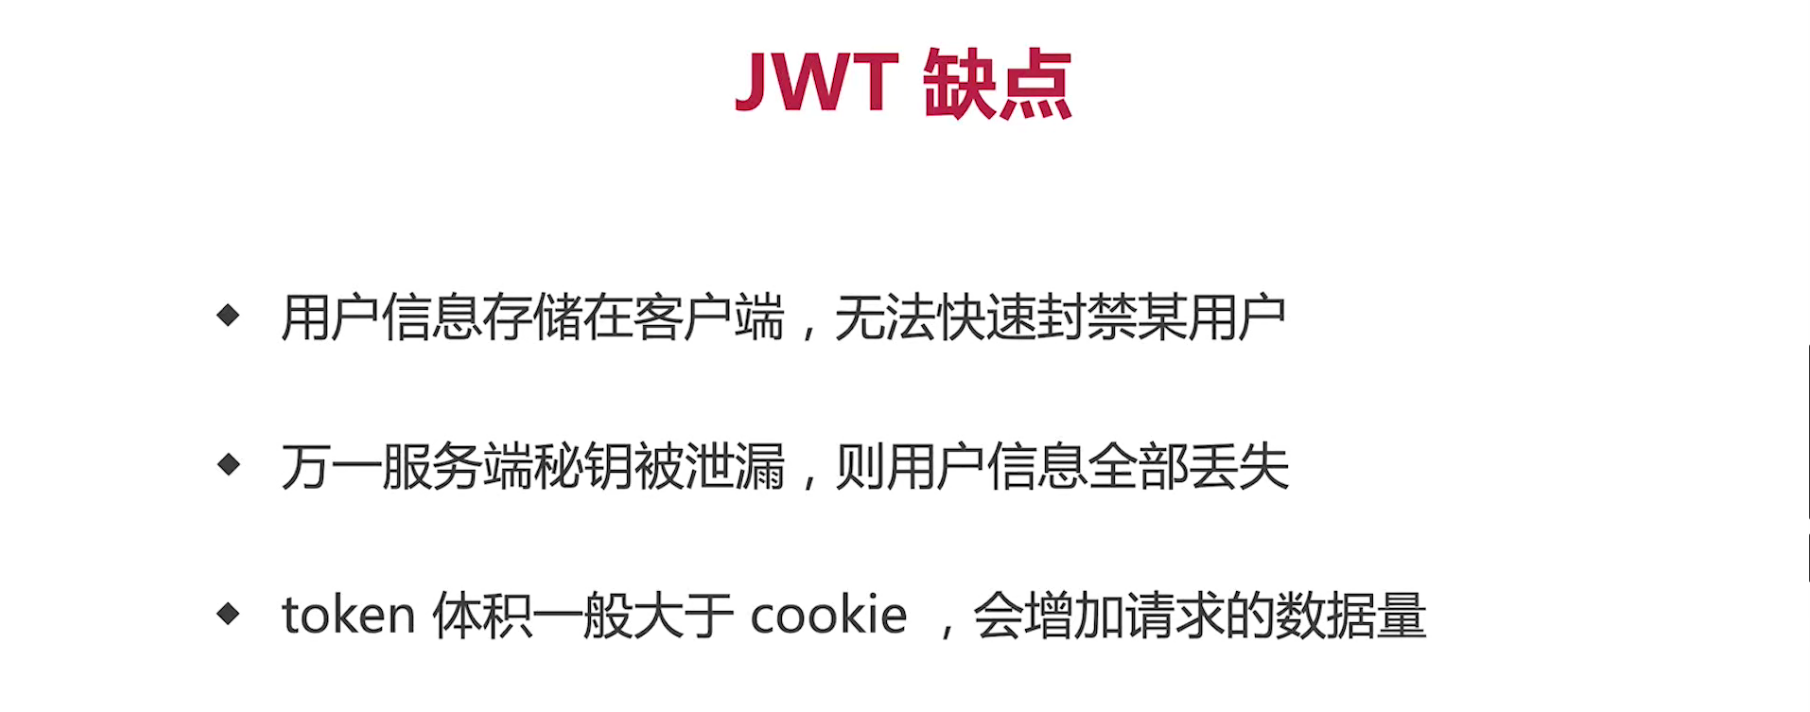 JWT 缺点
◆ 用户信息存储在客户端，无法快速封禁某用户
◆ 万一服务端秘钥被泄漏，则用户信息全部丢失
◆ token 体积一般大于 cookie ，会增加请求的数据量